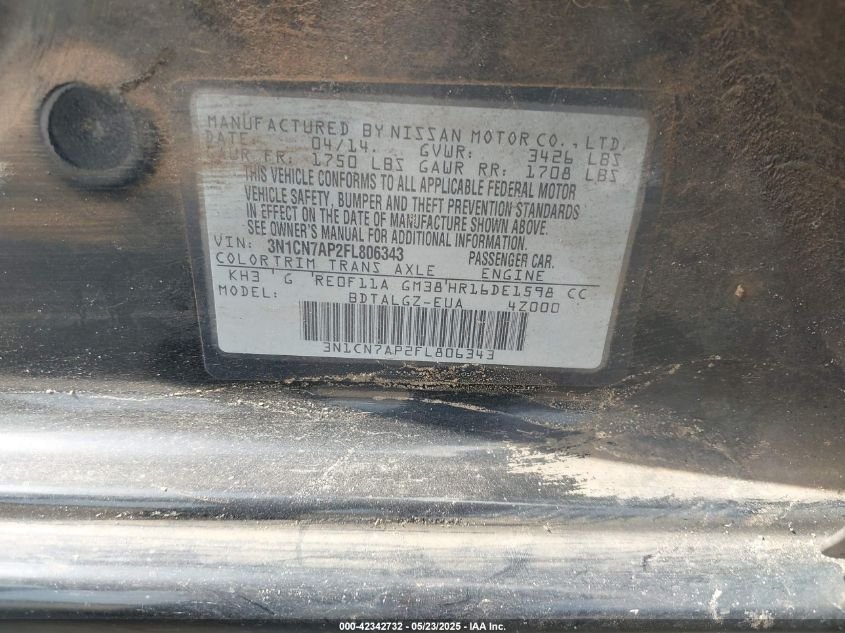 MANUFACTURED BY NISSAN MOTOR CO., LTD.
DATE: 04/14 GVWR: 3426 LBS
GAWR FR: 1750 LBS GAWR RR: 1708 LBS
THIS VEHICLE CONFORMS TO ALL APPLICABLE FEDERAL MOTOR
VEHICLE SAFETY, BUMPER AND THEFT PREVENTION STANDARDS
IN EFFECT ON THE DATE OF MANUFACTURE SHOWN ABOVE.
SEE OWNER'S MANUAL FOR ADDITIONAL INFORMATION.
VIN: 3N1CN7AP2FL806343 PASSENGER CAR.
COLOR TRIM TRANS AXLE ENGINE
KH3 ' G 'RE0F11A GM38'HR16DE1598 CC
MODEL: BDTALGZ-EUA 4Z000
3N1CN7AP2FL806343
000-42342732 - 05/23/2025 - IAA Inc.